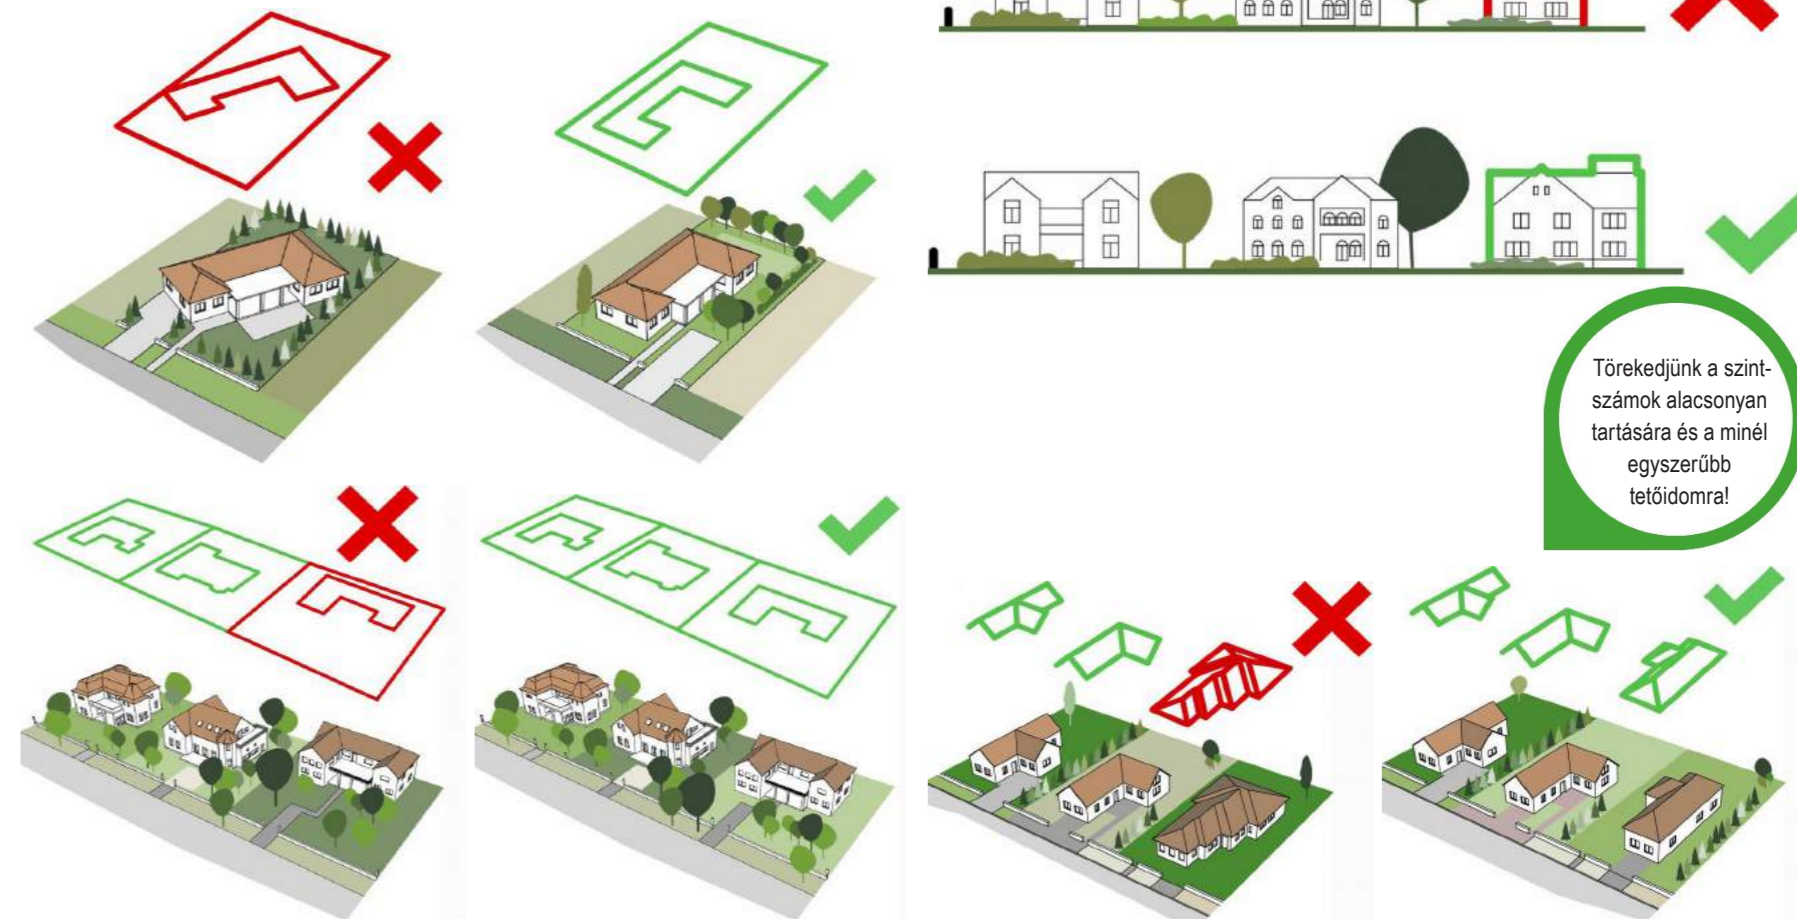 Törekedjünk a szint-
számok alacsonyan
tartására és a minél
egyszerűbb
tetőidomra!